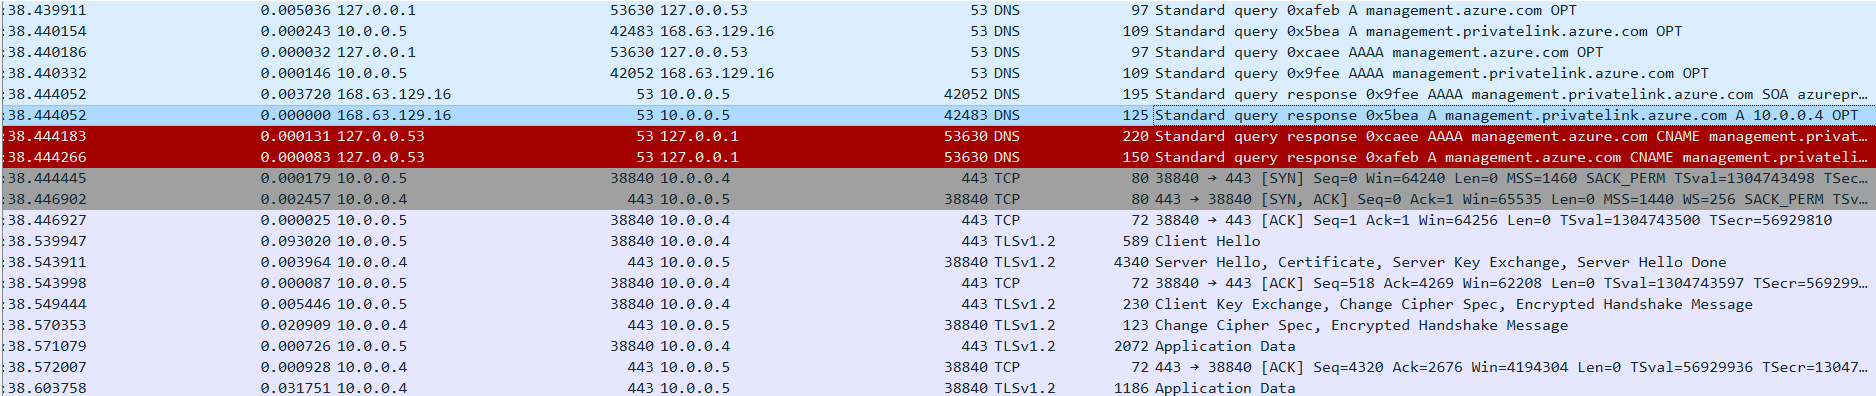 :38.439911 0.005036 127.0.0.1 53630 127.0.0.53 53 DNS 97 Standard query 0xafeb A management.azure.com OPT
:38.440154 0.000243 10.0.0.5 42483 168.63.129.16 53 DNS 109 Standard query 0x5bea A management.privatelink.azure.com OPT
:38.440186 0.000032 127.0.0.1 53630 127.0.0.53 53 DNS 97 Standard query 0xcaee AAAA management.azure.com OPT
:38.440332 0.000146 10.0.0.5 42052 168.63.129.16 53 DNS 109 Standard query 0x9fee AAAA management.privatelink.azure.com OPT
:38.444052 0.003720 168.63.129.16 53 10.0.0.5 42052 DNS 195 Standard query response 0x9fee AAAA management.privatelink.azure.com SOA azurepr…
:38.444052 0.000000 168.63.129.16 53 10.0.0.5 42483 DNS 125 Standard query response 0x5bea A management.privatelink.azure.com A 10.0.0.4 OPT
:38.444183 0.000131 127.0.0.53 53 127.0.0.1 53630 DNS 220 Standard query response 0xcaee AAAA management.azure.com CNAME management.privat…
:38.444266 0.000083 127.0.0.53 53 127.0.0.1 53630 DNS 150 Standard query response 0xafeb A management.azure.com CNAME management.privateli…
:38.444445 0.000179 10.0.0.5 38840 10.0.0.4 443 TCP 80 38840 → 443 [SYN] Seq=0 Win=64240 Len=0 MSS=1460 SACK_PERM TSval=1304743498 TSec…
:38.446902 0.002457 10.0.0.4 443 10.0.0.5 38840 TCP 80 443 → 38840 [SYN, ACK] Seq=0 Ack=1 Win=65535 Len=0 MSS=1440 WS=256 SACK_PERM TSv…
:38.446927 0.000025 10.0.0.5 38840 10.0.0.4 443 TCP 72 38840 → 443 [ACK] Seq=1 Ack=1 Win=64256 Len=0 TSval=1304743500 TSecr=56929810
:38.539947 0.093020 10.0.0.5 38840 10.0.0.4 443 TLSv1.2 589 Client Hello
:38.543911 0.003964 10.0.0.4 443 10.0.0.5 38840 TLSv1.2 4340 Server Hello, Certificate, Server Key Exchange, Server Hello Done
:38.543998 0.000087 10.0.0.5 38840 10.0.0.4 443 TCP 72 38840 → 443 [ACK] Seq=518 Ack=4269 Win=62208 Len=0 TSval=1304743597 TSecr=569299…
:38.549444 0.005446 10.0.0.5 38840 10.0.0.4 443 TLSv1.2 230 Client Key Exchange, Change Cipher Spec, Encrypted Handshake Message
:38.570353 0.020909 10.0.0.4 443 10.0.0.5 38840 TLSv1.2 123 Change Cipher Spec, Encrypted Handshake Message
:38.571079 0.000726 10.0.0.5 38840 10.0.0.4 443 TLSv1.2 2072 Application Data
:38.572007 0.000928 10.0.0.4 443 10.0.0.5 38840 TCP 72 443 → 38840 [ACK] Seq=4320 Ack=2676 Win=4194304 Len=0 TSval=56929936 TSecr=13047…
:38.603758 0.031751 10.0.0.4 443 10.0.0.5 38840 TLSv1.2 1186 Application Data